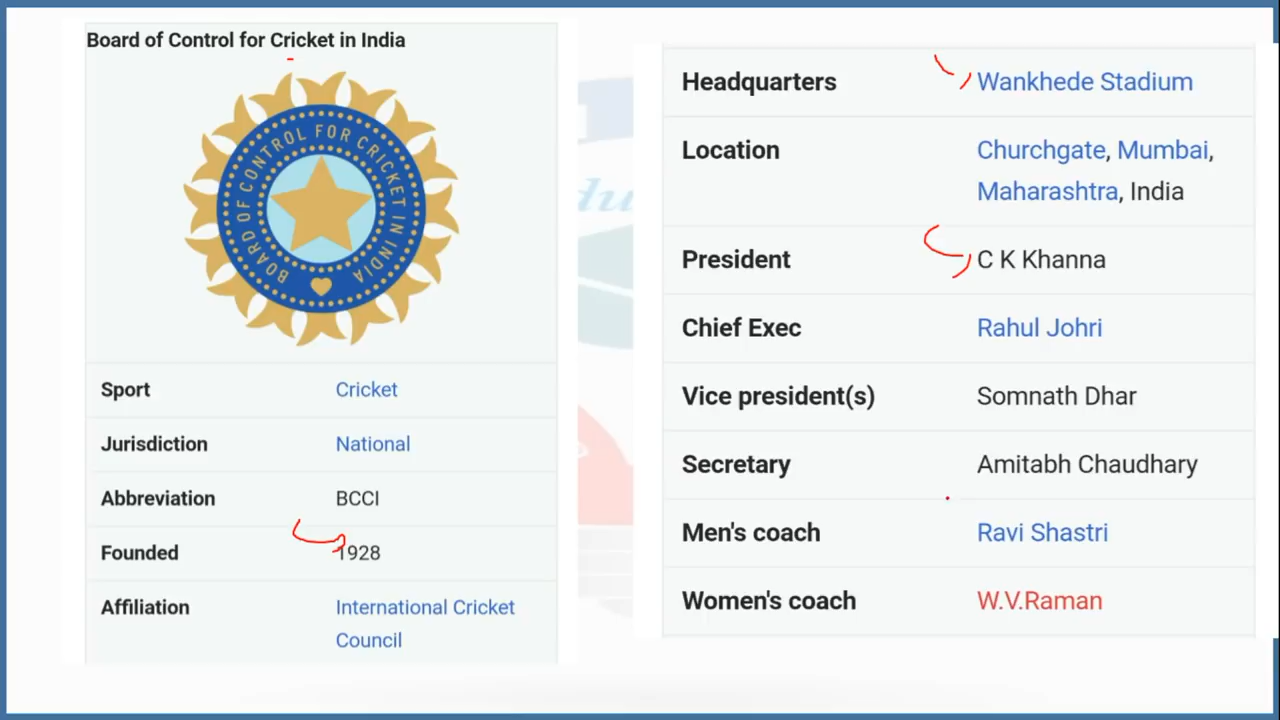 Board of Control for Cricket in India
BOARD OF CONTROL FOR CRICKET IN INDIA
Sport Cricket
Jurisdiction National
Abbreviation BCCI
Founded 1928
Affiliation International Cricket
Council
Headquarters Wankhede Stadium
Location Churchgate, Mumbai,
Maharashtra, India
President C K Khanna
Chief Exec Rahul Johri
Vice president(s) Somnath Dhar
Secretary Amitabh Chaudhary
Men's coach Ravi Shastri
Women's coach W.V.Raman